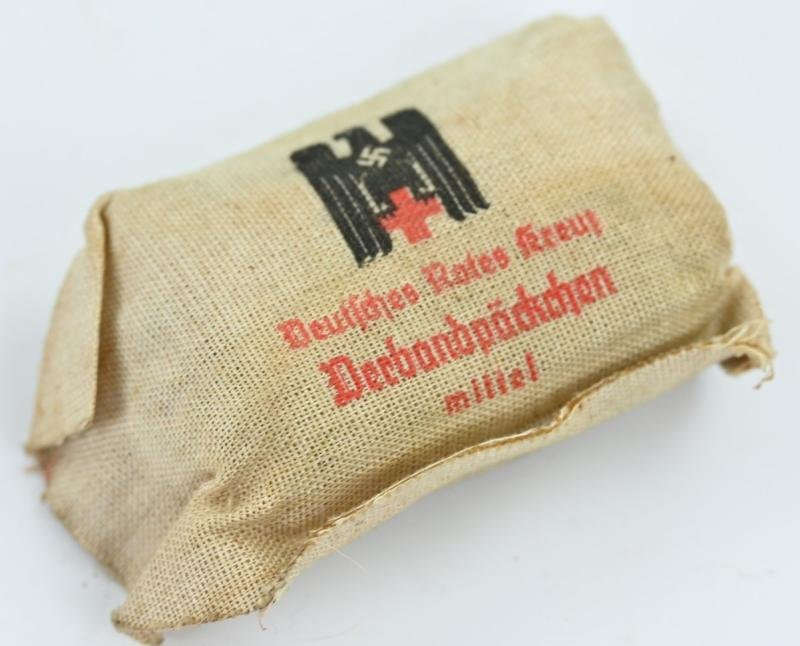 Deutsches Rotes Kreuz
Verbandpäckchen
mittel